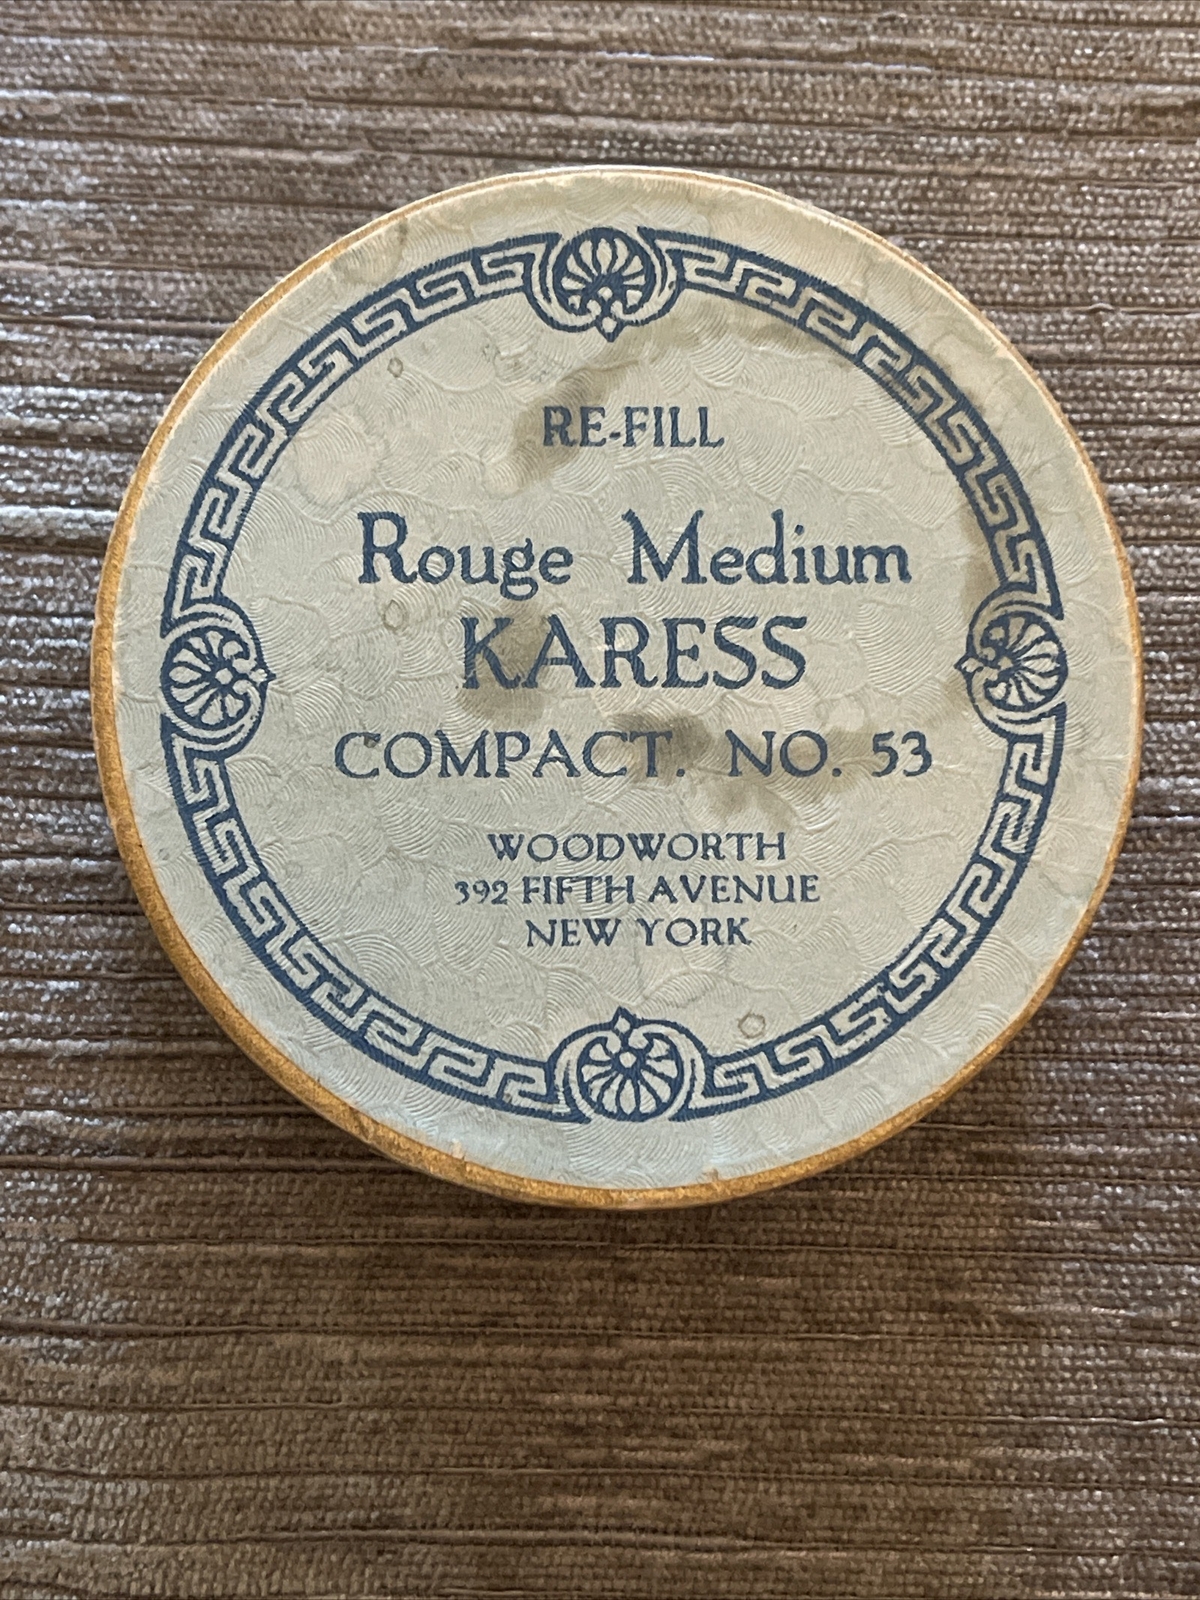 RE-FILL
Rouge Medium
KARESS
COMPACT. NO. 53
WOODWORTH
392 FIFTH AVENUE
NEW YORK